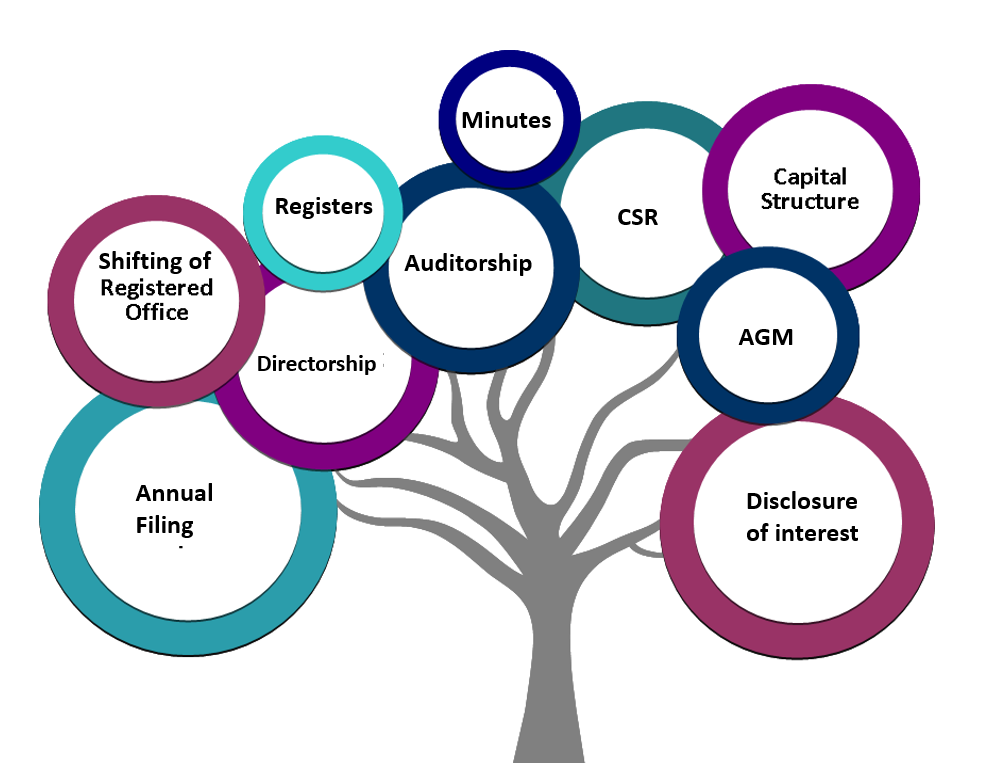 Minutes
Registers
CSR
Capital
Structure
Shifting of
Registered
Office
Auditorship
Directorship
AGM
Annual
Filing
Disclosure
of interest